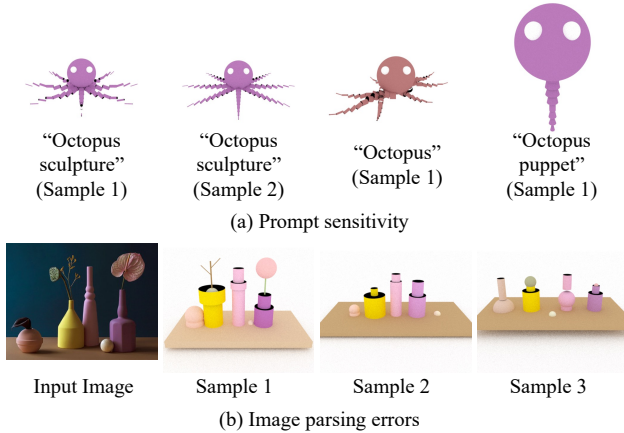 “Octopus
sculpture”
(Sample 1)
“Octopus
sculpture”
(Sample 2)
“Octopus”
(Sample 1)
“Octopus
puppet”
(Sample 1)
(a) Prompt sensitivity
Input Image
Sample 1
Sample 2
Sample 3
(b) Image parsing errors